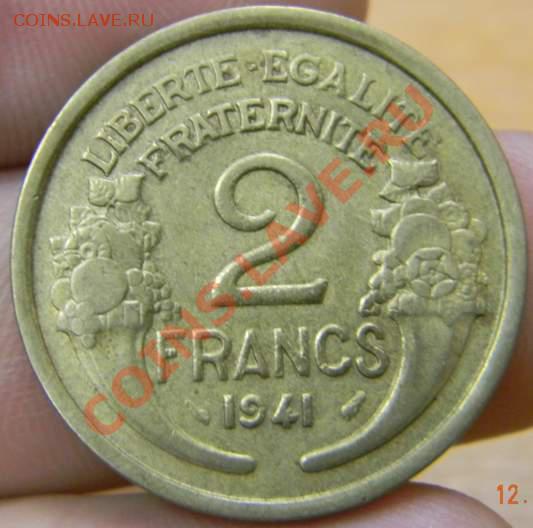 COINS.LAVE.RU
LIBERTE·EGALITE
FRATERNITE
2
FRANCS
1941
COINS.LAVE.RU
12.